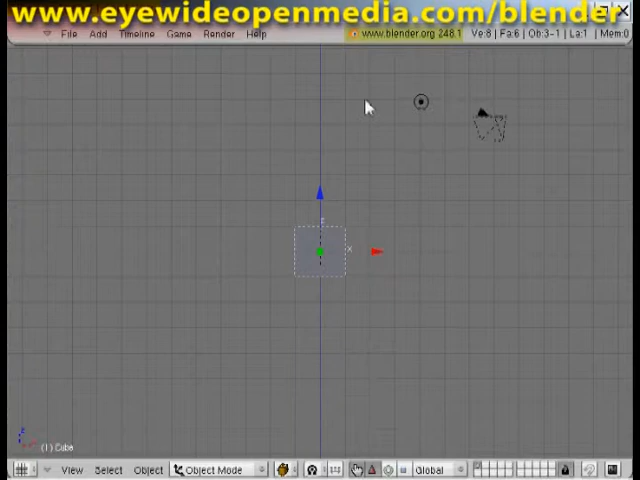 www.eyewideopenmedia.com/blender
File Add Timeline Game Render Help www.blender.org 248.1 Ve:8 | Fa:6 | Ob:3-1 | La:1 | Mem:0
z
X
z
(1) Cube
View Select Object Object Mode Global